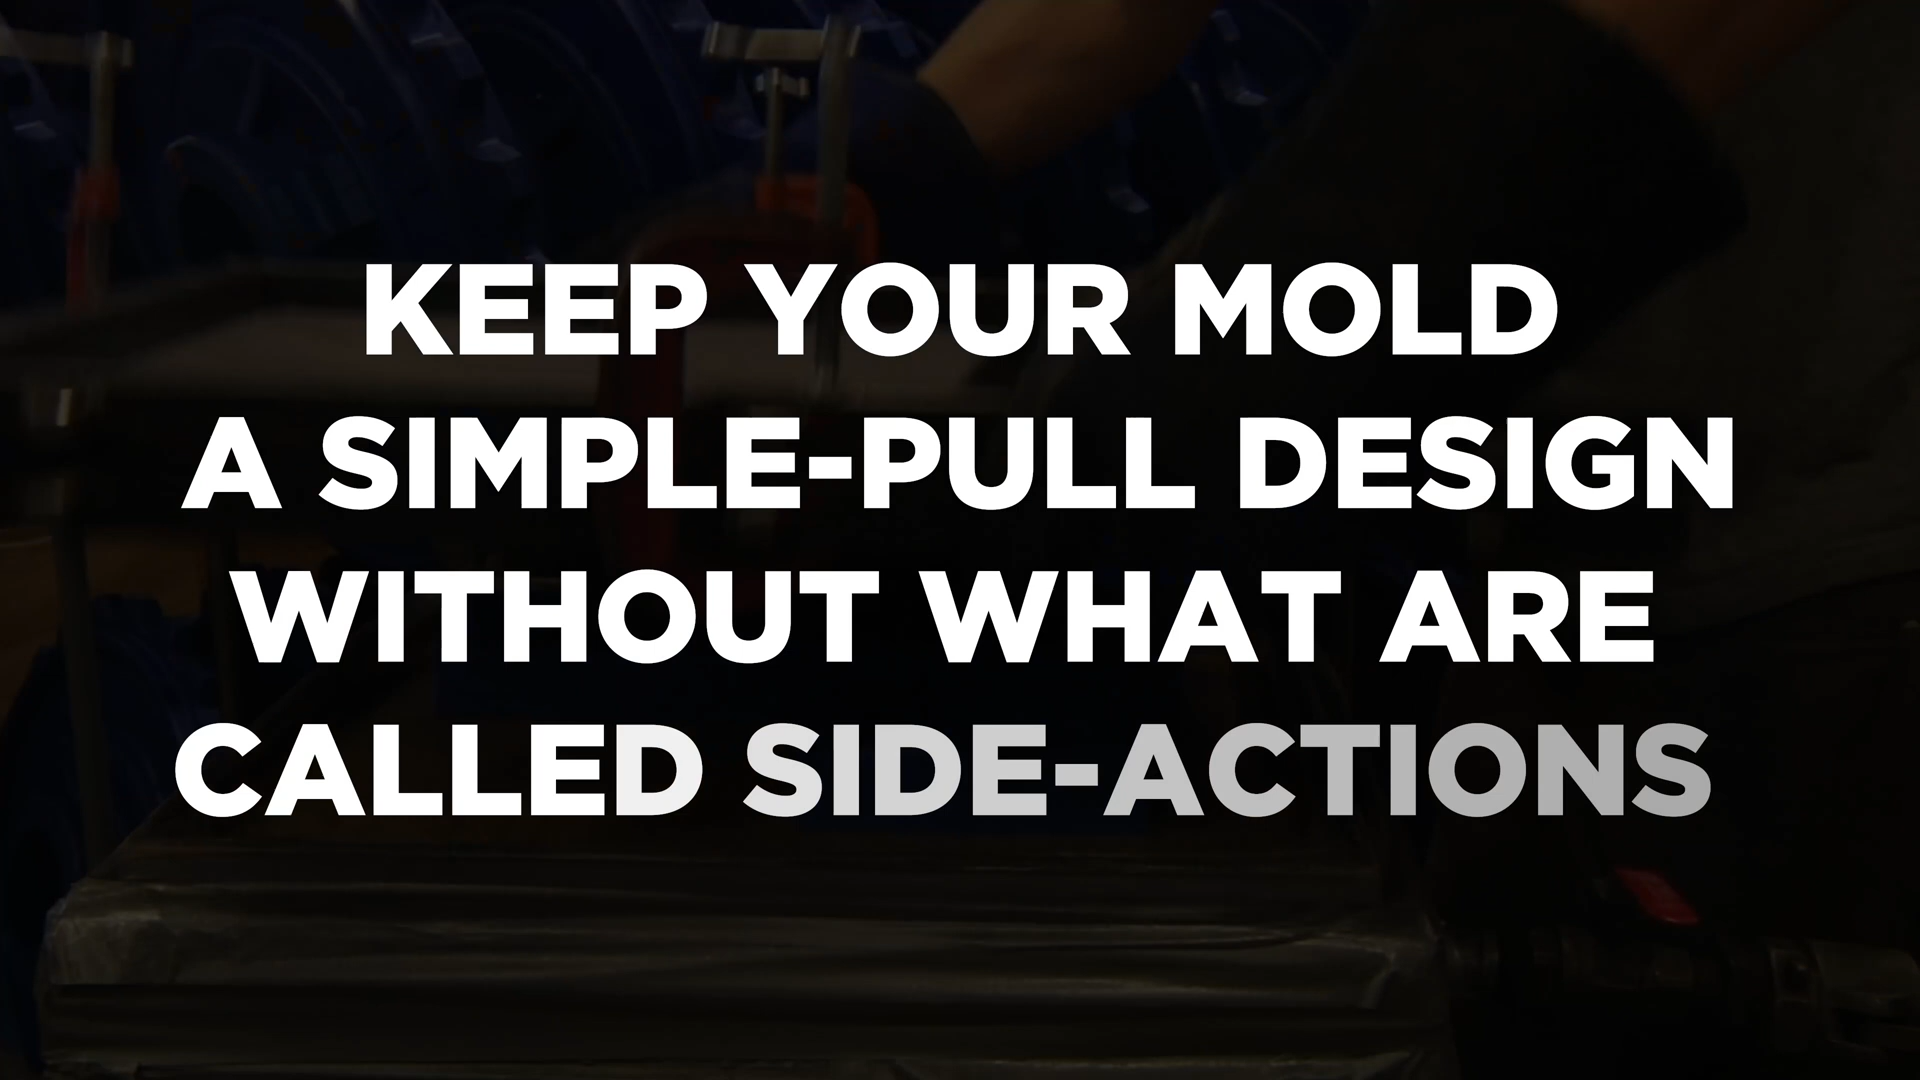 KEEP YOUR MOLD
A SIMPLE-PULL DESIGN
WITHOUT WHAT ARE
CALLED SIDE-ACTIONS